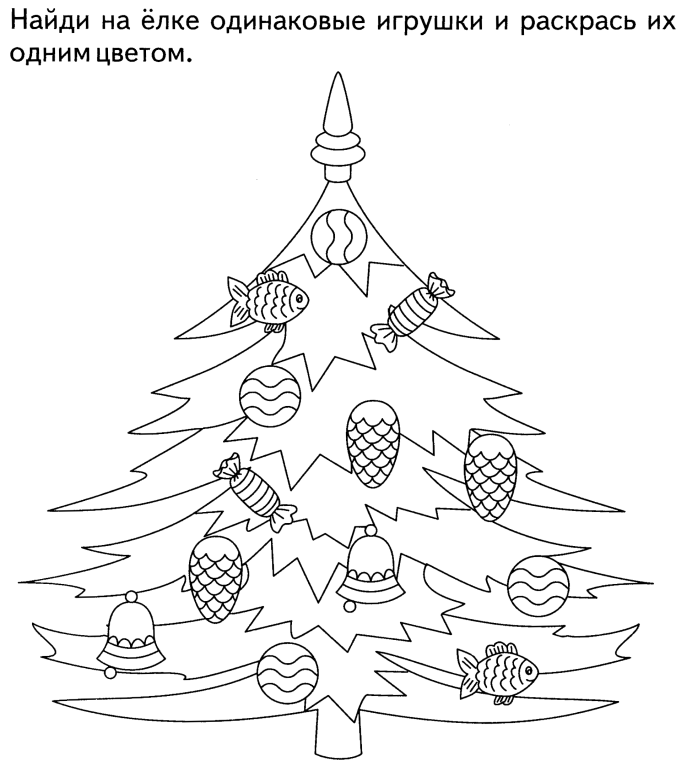 Найди на ёлке одинаковые игрушки и раскрась их
одним цветом.